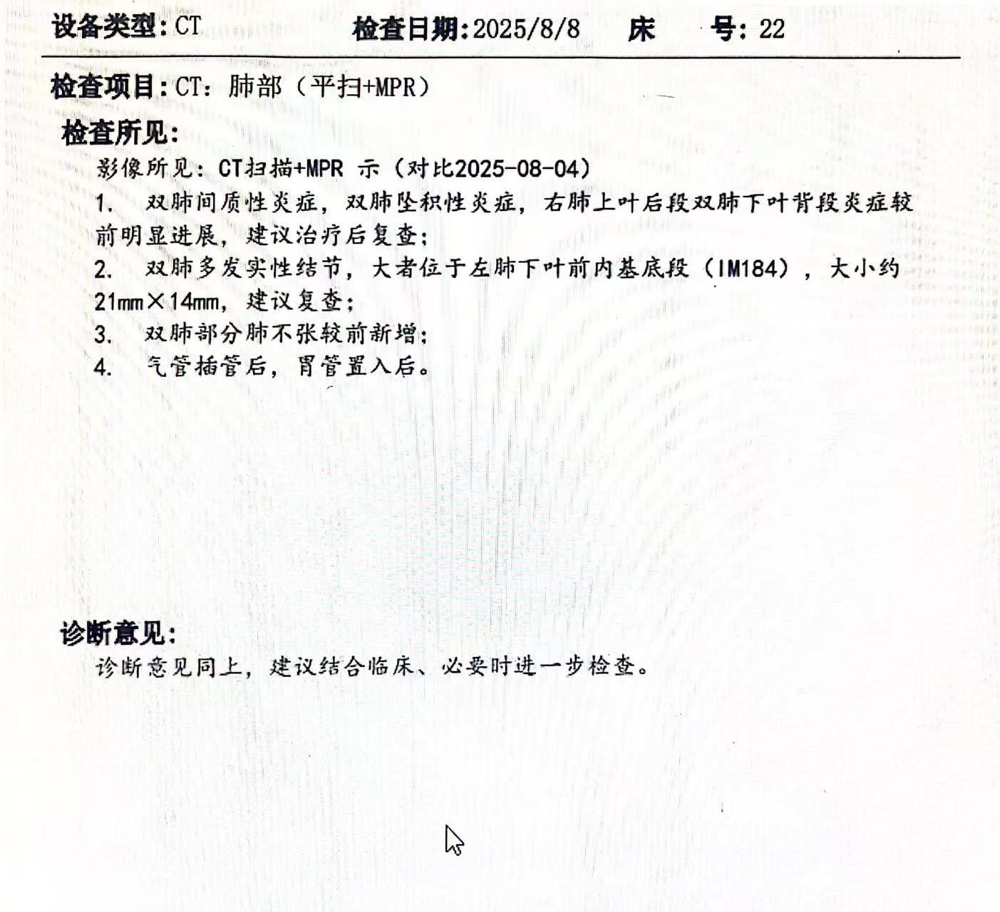 设备类型:CT 检查日期:2025/8/8 床 号:22
检查项目:CT:肺部(平扫+MPR)
检查所见:
影像所见:CT扫描+MPR 示(对比2025-08-04)
1. 双肺间质性炎症,双肺坠积性炎症,右肺上叶后段双肺下叶背段炎症较
前明显进展,建议治疗后复查;
2. 双肺多发实性结节,大者位于左肺下叶前内基底段(IM184),大小约
21mm×14mm,建议复查;
3. 双肺部分肺不张较前新增;
4. 气管插管后,胃管置入后。
诊断意见:
诊断意见同上,建议结合临床、必要时进一步检查。